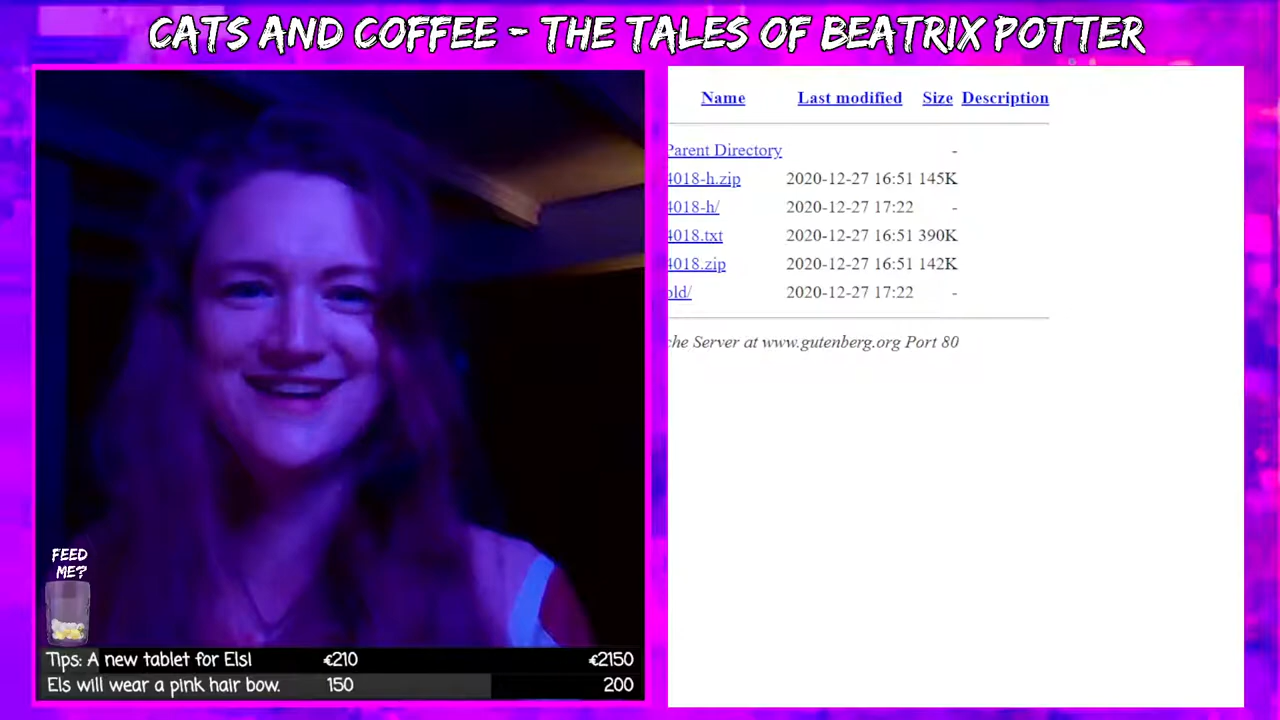 CATS AND COFFEE - THE TALES OF BEATRIX POTTER
Name Last modified Size Description
Parent Directory -
4018-h.zip 2020-12-27 16:51 145K
4018-h/ 2020-12-27 17:22 -
4018.txt 2020-12-27 16:51 390K
4018.zip 2020-12-27 16:51 142K
old/ 2020-12-27 17:22 -
che Server at www.gutenberg.org Port 80
FEED
ME?
Tips: A new tablet for Els! €210 €2150
Els will wear a pink hair bow. 150 200